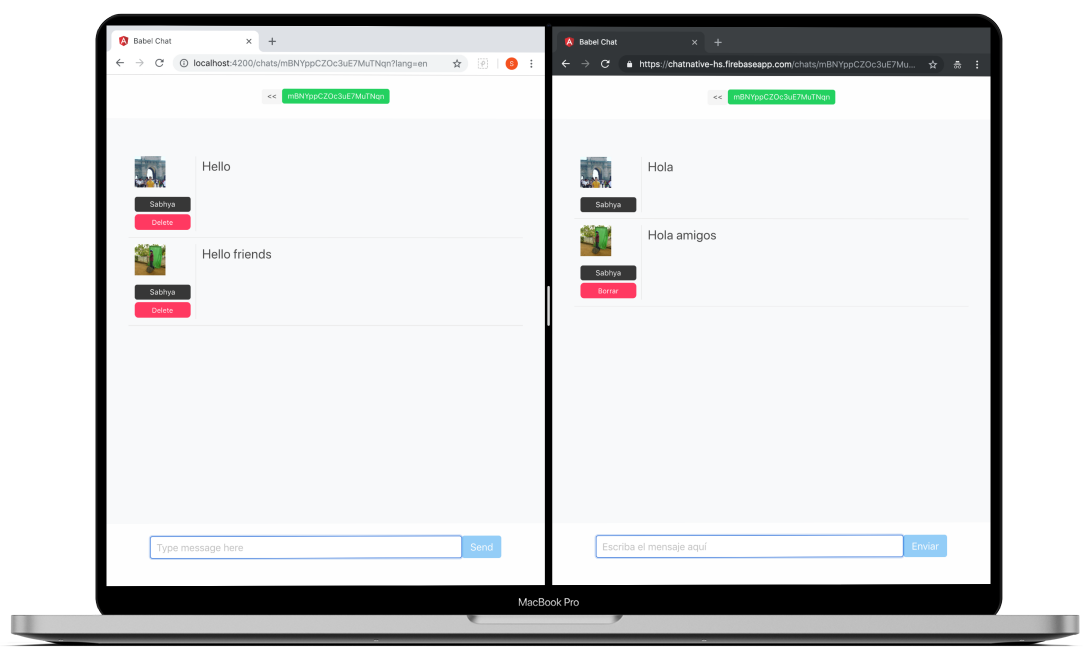 Babel Chat
localhost:4200/chats/mBNYppCZOc3uE7MuTNqn?lang=en
S
<< mBNYppCZOc3uE7MuTNqn
Hello
Sabhya
Delete
Hello friends
Sabhya
Delete
Type message here
Send
Babel Chat
https://chatnative-hs.firebaseapp.com/chats/mBNYppCZOc3uE7Mu...
<< mBNYppCZOc3uE7MuTNqn
Hola
Sabhya
Hola amigos
Sabhya
Borrar
Escriba el mensaje aquí
Enviar
MacBook Pro